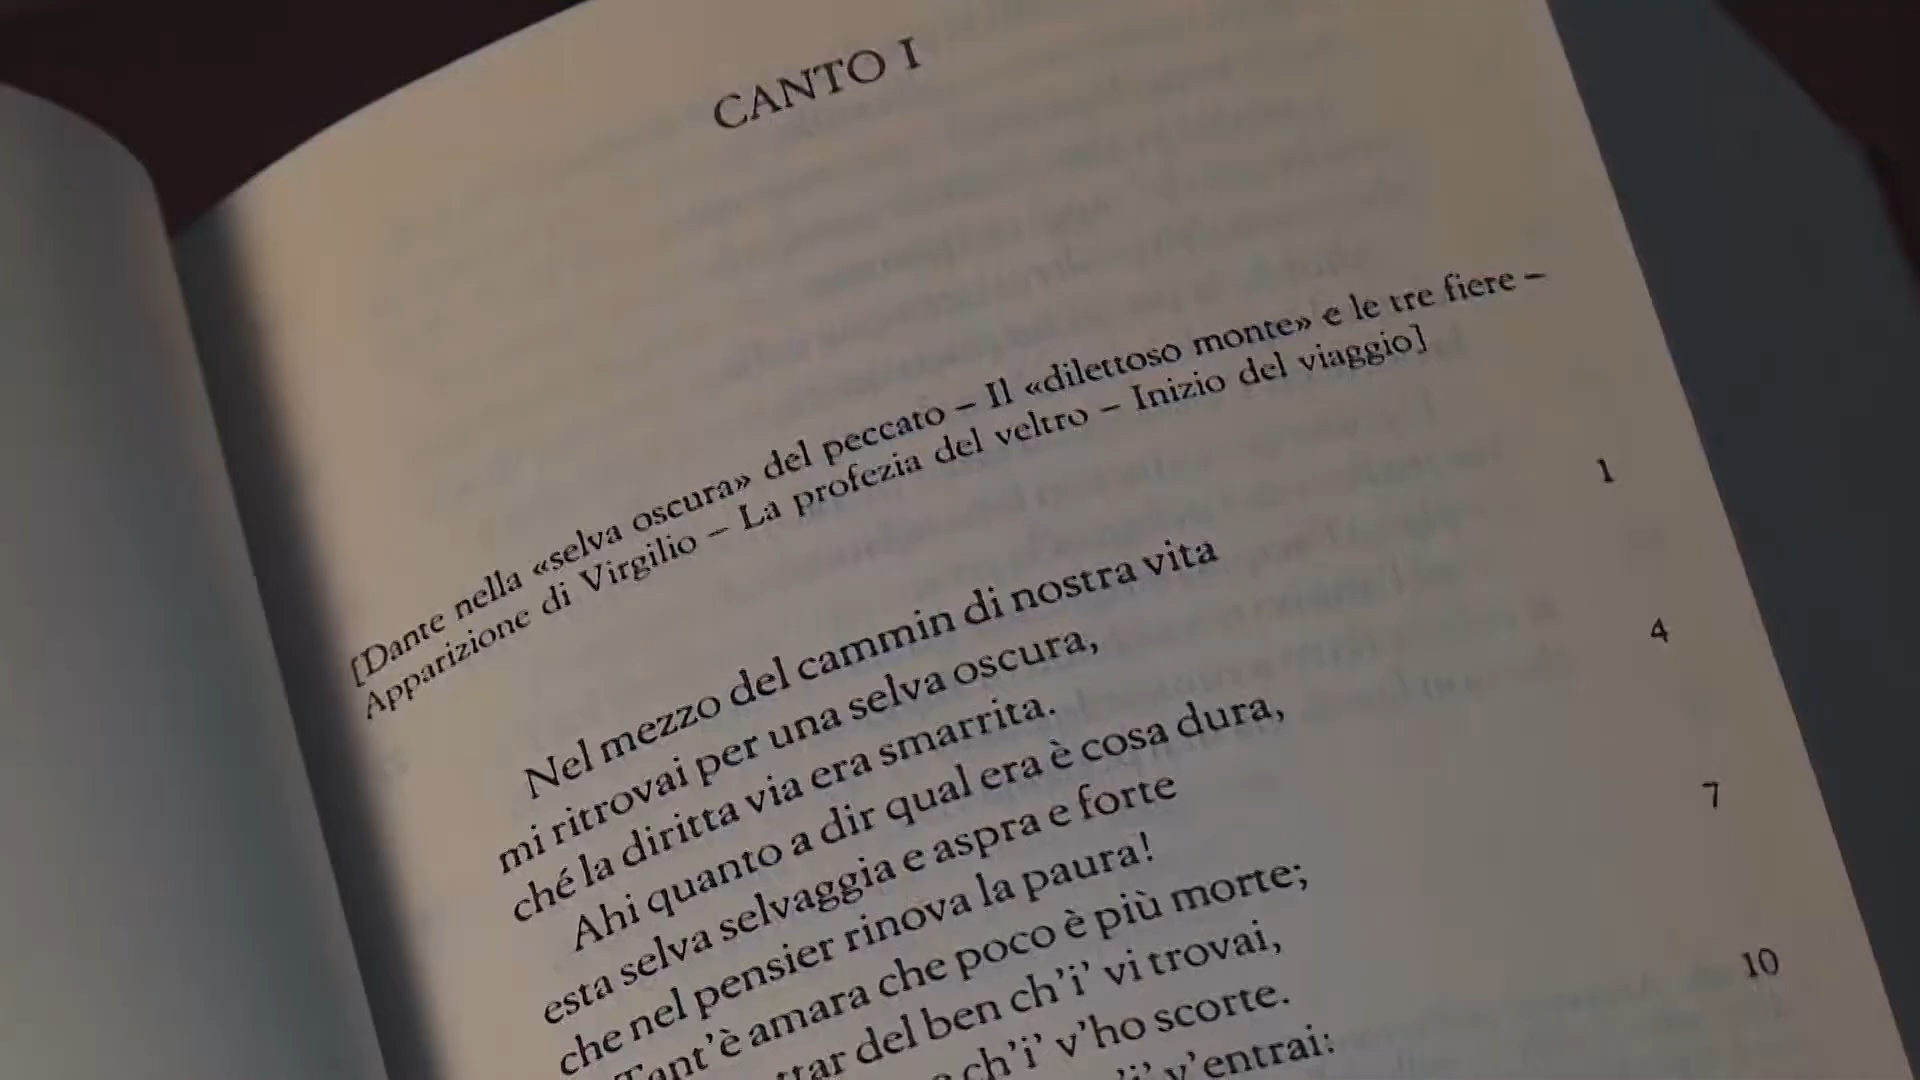 CANTO I
[Dante nella «selva oscura» del peccato – Il «dilettoso monte» e le tre fiere –
Apparizione di Virgilio – La profezia del veltro – Inizio del viaggio]
Nel mezzo del cammin di nostra vita 1
mi ritrovai per una selva oscura,
ché la diritta via era smarrita.
Ahi quanto a dir qual era è cosa dura, 4
esta selva selvaggia e aspra e forte
che nel pensier rinova la paura!
Tant'è amara che poco è più morte; 7
del ben ch'i' vi trovai,
ch'i' v'ho scorte.
v'entrai: 10